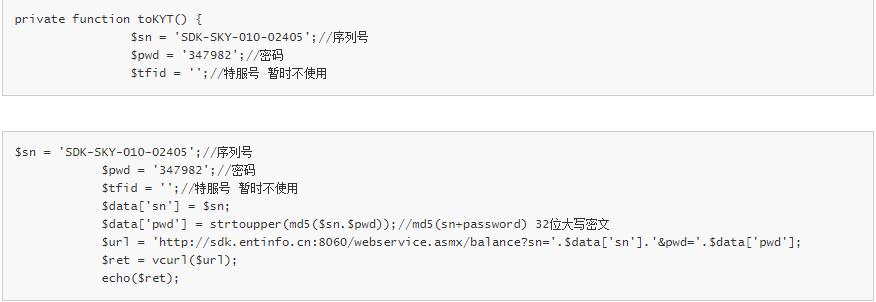 private function toKYT() {
$sn = 'SDK-SKY-010-02405';//序列号
$pwd = '347982';//密码
$tfid = '';//特服号 暂时不使用
$sn = 'SDK-SKY-010-02405';//序列号
$pwd = '347982';//密码
$tfid = '';//特服号 暂时不使用
$data['sn'] = $sn;
$data['pwd'] = strtoupper(md5($sn.$pwd));//md5(sn+password) 32位大写密文
$url = 'http://sdk.entinfo.cn:8060/webservice.asmx/balance?sn='.$data['sn'].'&pwd='.$data['pwd'];
$ret = vcurl($url);
echo($ret);